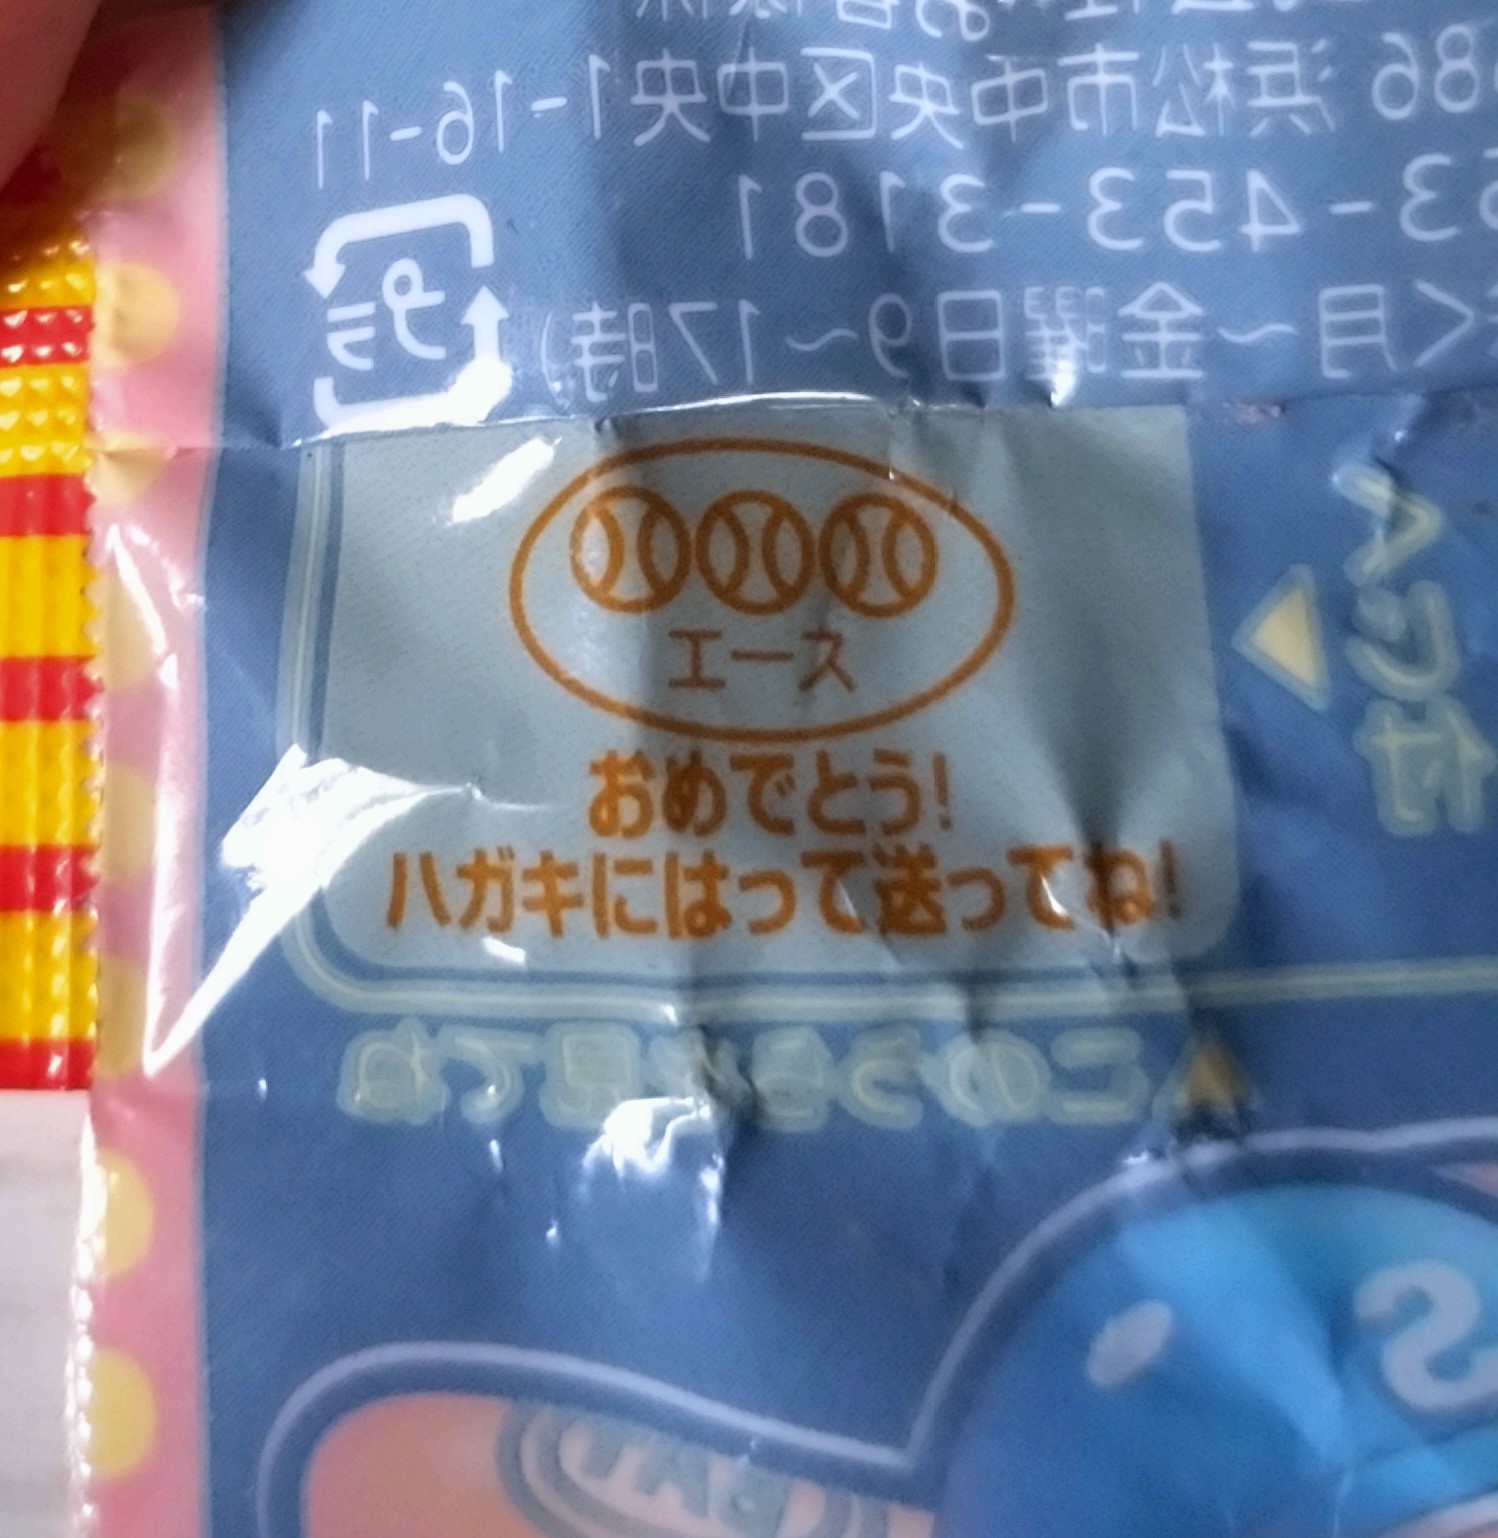 86 浜松市中央区中央1-16-11
53-453-3181
く月～金曜日9～17時)
プラ
エース
おめでとう!
ハガキにはって送ってね!
このうらを見てね
S